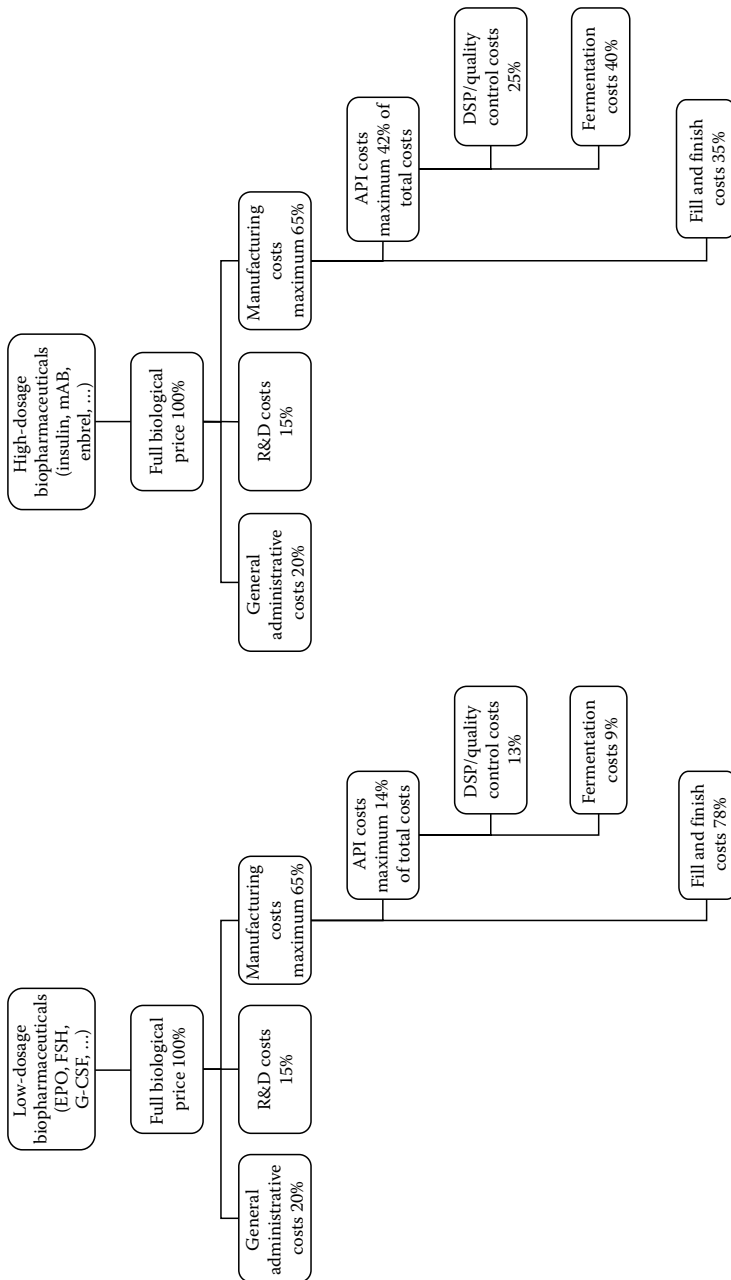 Low-dosage
biopharmaceuticals
(EPO, FSH,
G-CSF, ...)
Full biological
price 100%
General
administrative
costs 20%
R&D costs
15%
Manufacturing
costs
maximum 65%
API costs
maximum 14%
of total costs
DSP/quality
control costs
13%
Fermentation
costs 9%
Fill and finish
costs 78%
High-dosage
biopharmaceuticals
(insulin, mAB,
enbrel, ...)
Full biological
price 100%
General
administrative
costs 20%
R&D costs
15%
Manufacturing
costs
maximum 65%
API costs
maximum 42% of
total costs
DSP/quality
control costs
25%
Fermentation
costs 40%
Fill and finish
costs 35%